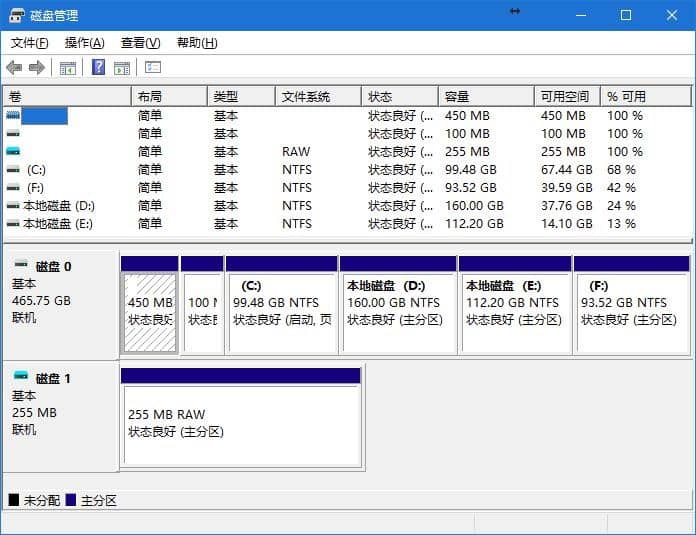 磁盘管理
文件(F) 操作(A) 查看(V) 帮助(H)
卷 布局 类型 文件系统 状态 容量 可用空间 % 可用
简单 基本 状态良好 (... 450 MB 450 MB 100 %
简单 基本 状态良好 (... 100 MB 100 MB 100 %
简单 基本 RAW 状态良好 (... 255 MB 255 MB 100 %
(C:) 简单 基本 NTFS 状态良好 (... 99.48 GB 67.44 GB 68 %
(F:) 简单 基本 NTFS 状态良好 (... 93.52 GB 39.59 GB 42 %
本地磁盘 (D:) 简单 基本 NTFS 状态良好 (... 160.00 GB 37.76 GB 24 %
本地磁盘 (E:) 简单 基本 NTFS 状态良好 (... 112.20 GB 14.10 GB 13 %
磁盘 0
基本
465.75 GB
联机
450 MB
状态良好
100 M
状态良
(C:)
99.48 GB NTFS
状态良好 (启动, 页
本地磁盘 (D:)
160.00 GB NTFS
状态良好 (主分区)
本地磁盘 (E:)
112.20 GB NTFS
状态良好 (主分区)
(F:)
93.52 GB NTFS
状态良好 (主分区)
磁盘 1
基本
255 MB
联机
255 MB RAW
状态良好 (主分区)
未分配 主分区